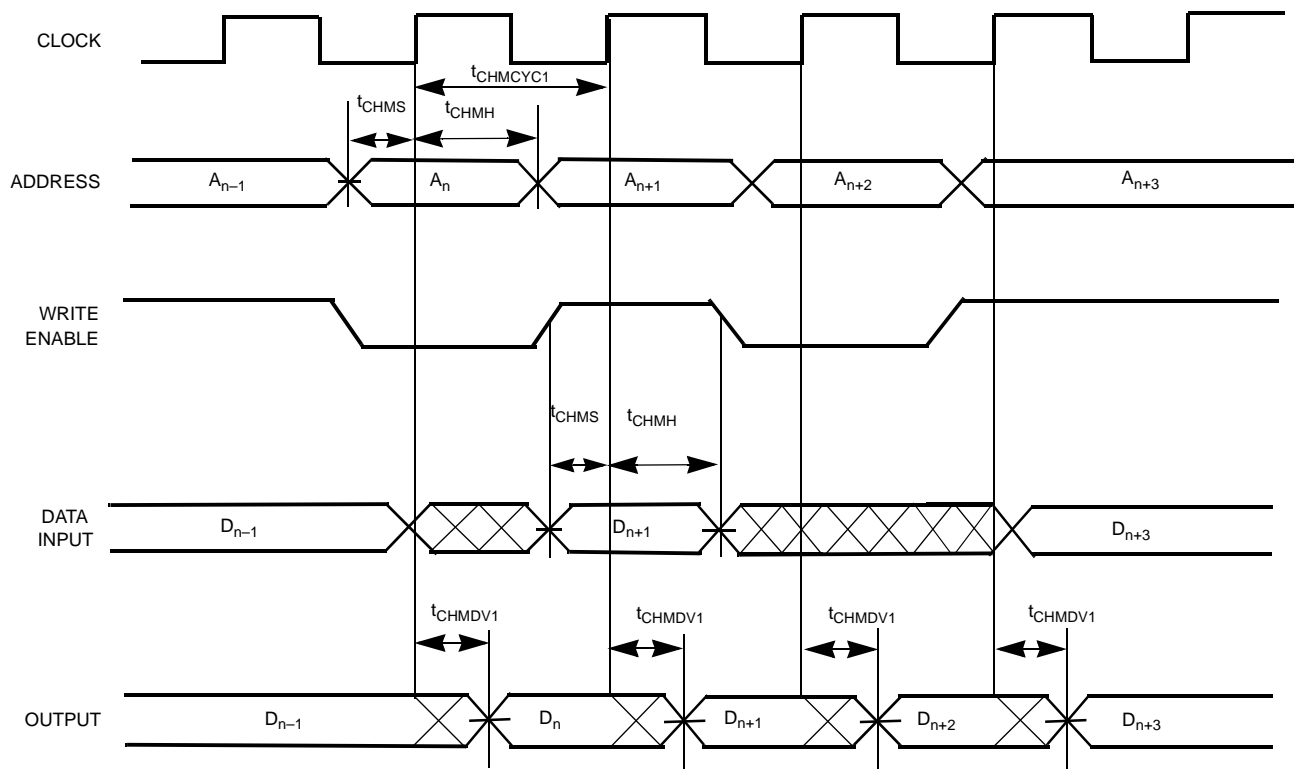 CLOCK
tCHMCYC1
tCHMS
tCHMH
ADDRESS
An–1
An
An+1
An+2
An+3
WRITE
ENABLE
tCHMS
tCHMH
DATA
INPUT
Dn–1
Dn+1
Dn+3
tCHMDV1
tCHMDV1
tCHMDV1
tCHMDV1
OUTPUT
Dn–1
Dn
Dn+1
Dn+2
Dn+3